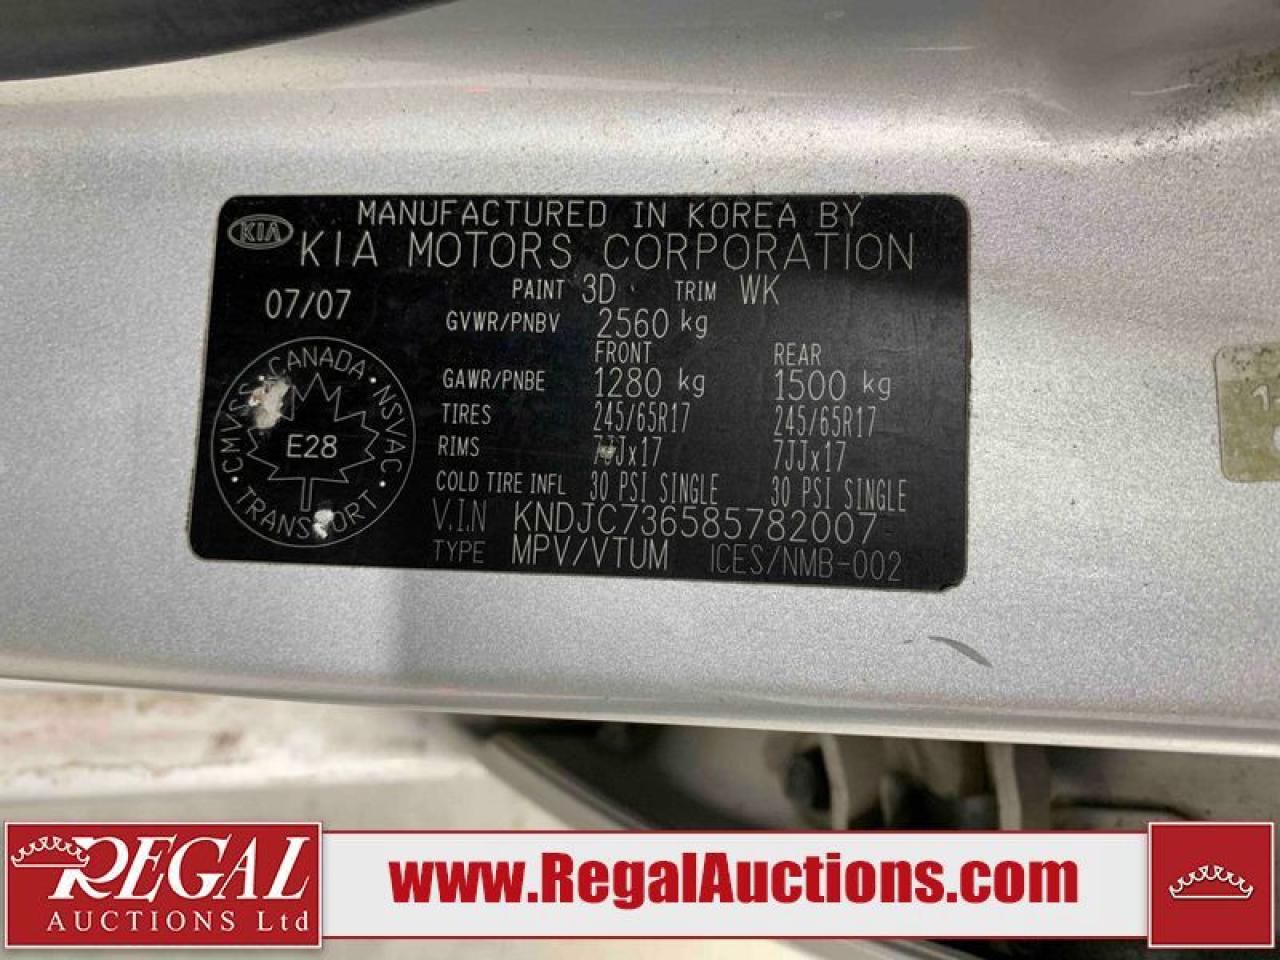 KIA
MANUFACTURED IN KOREA BY
KIA MOTORS CORPORATION
PAINT 3D TRIM WK
07/07
GVWR/PNBV 2560 kg
FRONT REAR
GAWR/PNBE 1280 kg 1500 kg
TIRES 245/65R17 245/65R17
RIMS 7JJx17 7JJx17
COLD TIRE INFL 30 PSI SINGLE 30 PSI SINGLE
V.I.N KNDJC736585782007
TYPE MPV/VTUM ICES/NMB-002
CMVSS · CANADA · NSVAC · TRANSPORT ·
E28
REGAL
AUCTIONS Ltd
www.RegalAuctions.com